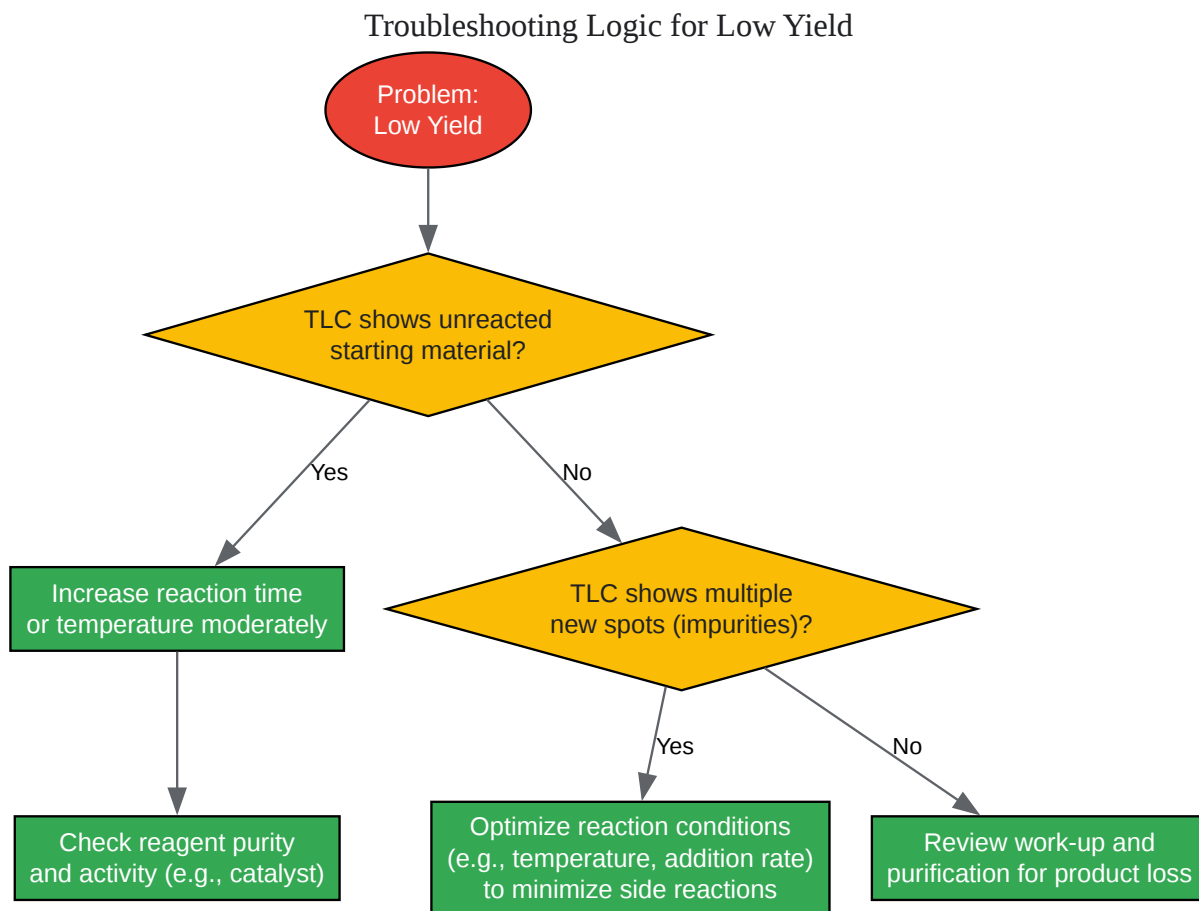 Troubleshooting Logic for Low Yield
Problem:
Low Yield
TLC shows unreacted
starting material?
Yes
No
Increase reaction time
or temperature moderately
TLC shows multiple
new spots (impurities)?
Yes
No
Check reagent purity
and activity (e.g., catalyst)
Optimize reaction conditions
(e.g., temperature, addition rate)
to minimize side reactions
Review work-up and
purification for product loss